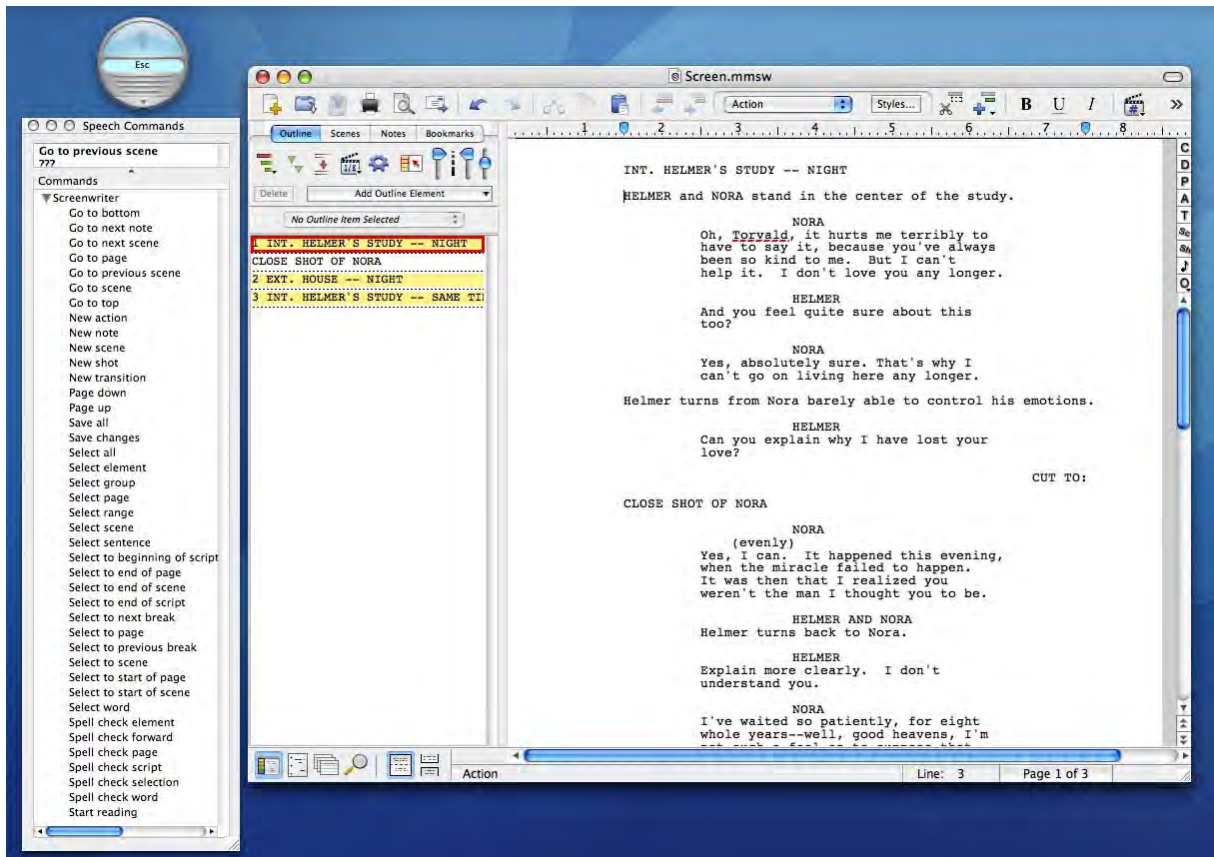 Esc
Speech Commands
Go to previous scene
???
Commands
Screenwriter
Go to bottom
Go to next note
Go to next scene
Go to page
Go to previous scene
Go to scene
Go to top
New action
New note
New scene
New shot
New transition
Page down
Page up
Save all
Save changes
Select all
Select element
Select group
Select page
Select range
Select scene
Select sentence
Select to beginning of script
Select to end of page
Select to end of scene
Select to end of script
Select to next break
Select to page
Select to previous break
Select to scene
Select to start of page
Select to start of scene
Select word
Spell check element
Spell check forward
Spell check page
Spell check script
Spell check selection
Spell check word
Start reading
Screen.mmsw
Action Styles... B U I # »
Outline Scenes Notes Bookmarks
1 2 3 4 5 6 7 8
Delete Add Outline Element
No Outline Item Selected
1 INT. HELMER'S STUDY -- NIGHT
CLOSE SHOT OF NORA
2 EXT. HOUSE -- NIGHT
3 INT. HELMER'S STUDY -- SAME TI
INT. HELMER'S STUDY -- NIGHT
HELMER and NORA stand in the center of the study.
NORA
Oh, Torvald, it hurts me terribly to
have to say it, because you've always
been so kind to me.  But I can't
help it.  I don't love you any longer.
HELMER
And you feel quite sure about this
too?
NORA
Yes, absolutely sure. That's why I
can't go on living here any longer.
Helmer turns from Nora barely able to control his emotions.
HELMER
Can you explain why I have lost your
love?
CUT TO:
CLOSE SHOT OF NORA
NORA
(evenly)
Yes, I can.  It happened this evening,
when the miracle failed to happen.
It was then that I realized you
weren't the man I thought you to be.
HELMER AND NORA
Helmer turns back to Nora.
HELMER
Explain more clearly.  I don't
understand you.
NORA
I've waited so patiently, for eight
whole years--well, good heavens, I'm
C
D
P
A
T
Sc
Sh
Q
Action
Line: 3
Page 1 of 3